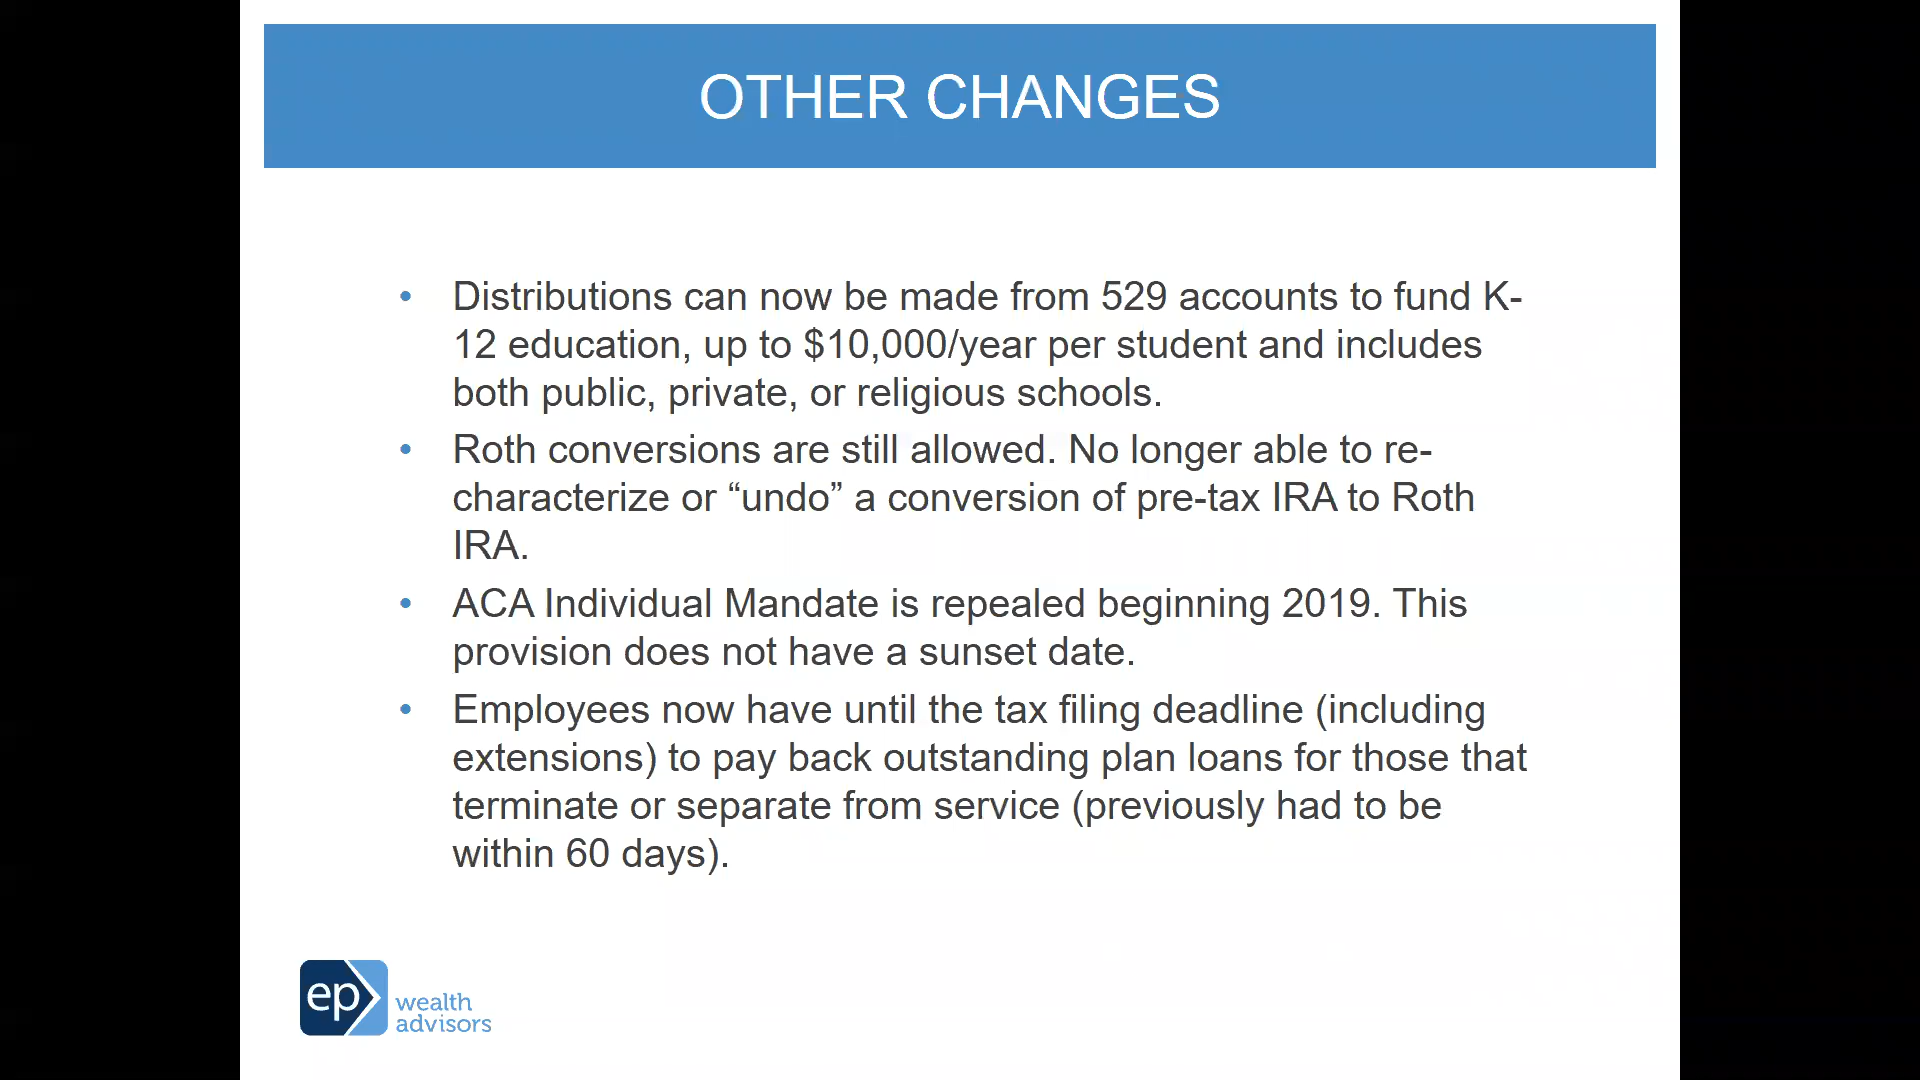 OTHER CHANGES
• Distributions can now be made from 529 accounts to fund K-
12 education, up to $10,000/year per student and includes
both public, private, or religious schools.
• Roth conversions are still allowed. No longer able to re-
characterize or “undo” a conversion of pre-tax IRA to Roth
IRA.
• ACA Individual Mandate is repealed beginning 2019. This
provision does not have a sunset date.
• Employees now have until the tax filing deadline (including
extensions) to pay back outstanding plan loans for those that
terminate or separate from service (previously had to be
within 60 days).
ep
wealth
advisors